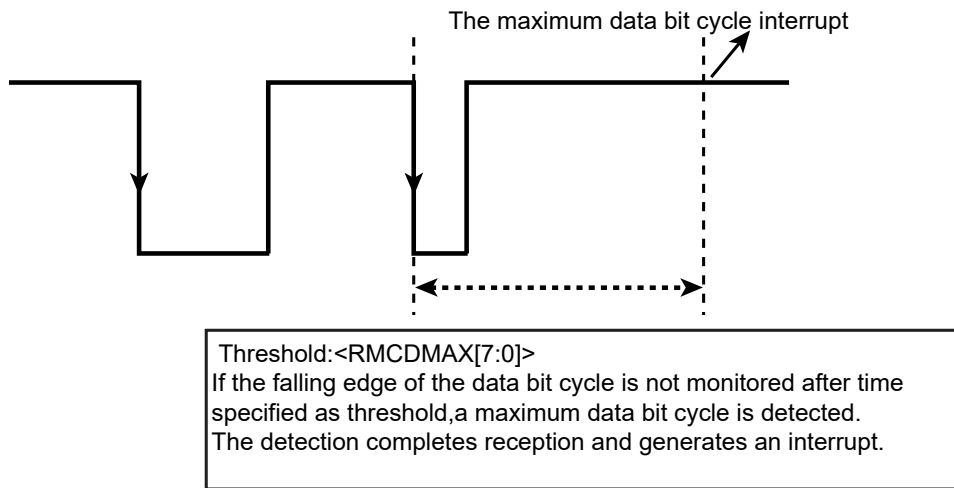 The maximum data bit cycle interrupt
Threshold:<RMCDMAX[7:0]>
If the falling edge of the data bit cycle is not monitored after time
specified as threshold,a maximum data bit cycle is detected.
The detection completes reception and generates an interrupt.